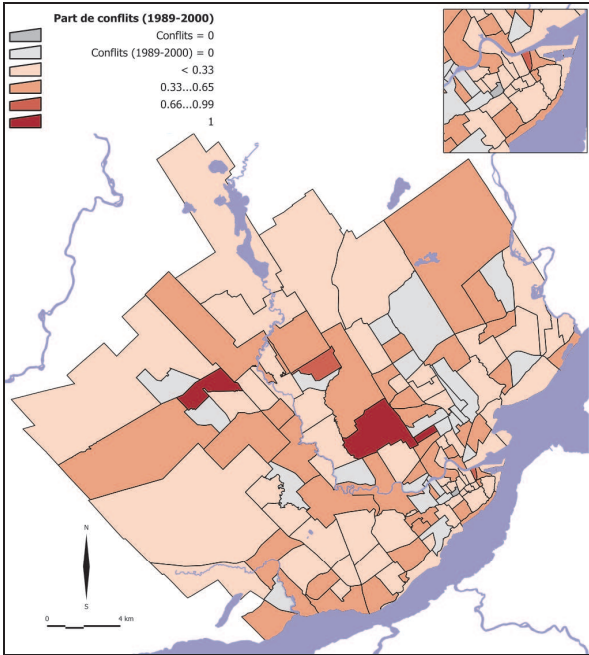 Part de conflits (1989-2000)
Conflits = 0
Conflits (1989-2000) = 0
< 0.33
0.33...0.65
0.66...0.99
1
N
S
0 4 km